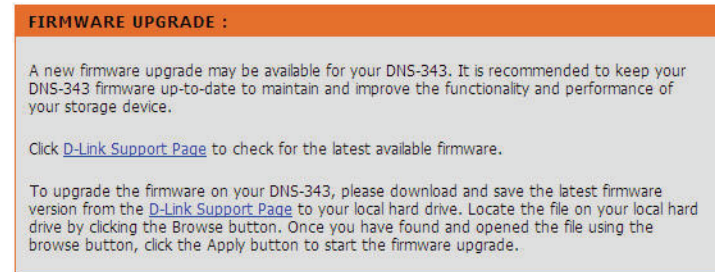 FIRMWARE UPGRADE :
A new firmware upgrade may be available for your DNS-343. It is recommended to keep your
DNS-343 firmware up-to-date to maintain and improve the functionality and performance of
your storage device.
Click D-Link Support Page to check for the latest available firmware.
To upgrade the firmware on your DNS-343, please download and save the latest firmware
version from the D-Link Support Page to your local hard drive. Locate the file on your local hard
drive by clicking the Browse button. Once you have found and opened the file using the
browse button, click the Apply button to start the firmware upgrade.